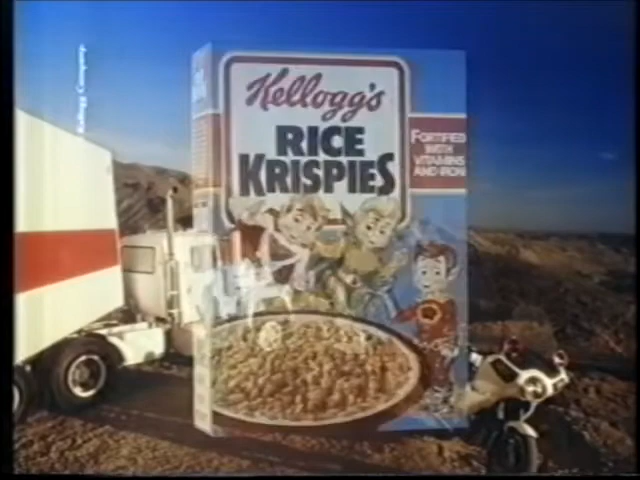 Kellogg's
RICE
KRISPIES
FORTIFIED
WITH
VITAMINS
AND IRON